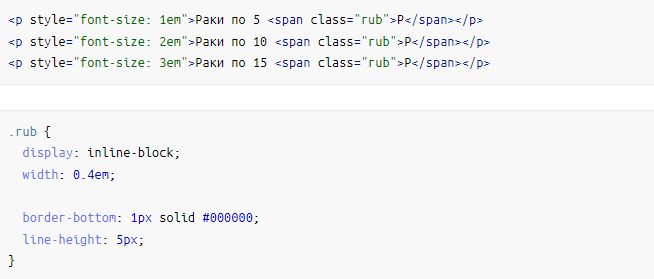 <p style="font-size: 1em">Раки по 5 <span class="rub">Р</span></p>
<p style="font-size: 2em">Раки по 10 <span class="rub">Р</span></p>
<p style="font-size: 3em">Раки по 15 <span class="rub">Р</span></p>
.rub {
  display: inline-block;
  width: 0.4em;
  border-bottom: 1px solid #000000;
  line-height: 5px;
}